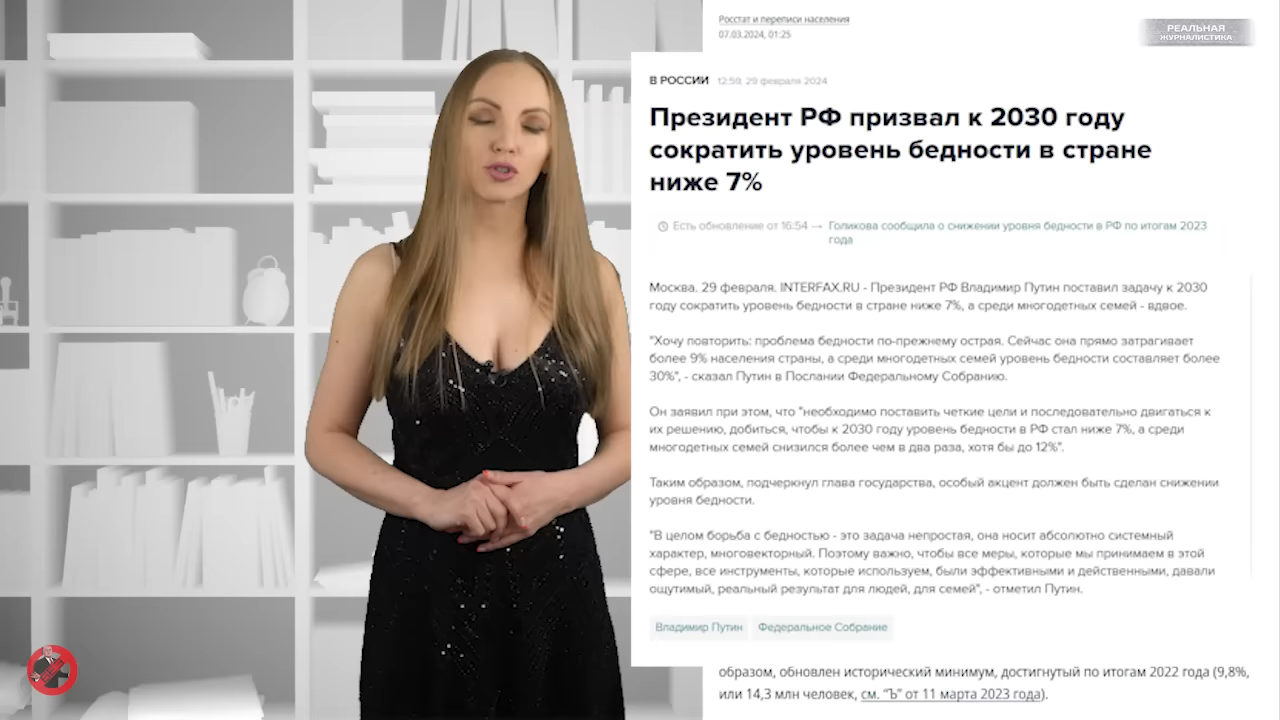 Росстат и переписи населения
07.03.2024, 01:25
РЕАЛЬНАЯ
ЖУРНАЛИСТИКА
В РОССИИ 12:59, 29 февраля 2024
Президент РФ призвал к 2030 году
сократить уровень бедности в стране
ниже 7%
Есть обновление от 16:54 → Голикова сообщила о снижении уровня бедности в РФ по итогам 2023
года
Москва. 29 февраля. INTERFAX.RU - Президент РФ Владимир Путин поставил задачу к 2030
году сократить уровень бедности в стране ниже 7%, а среди многодетных семей - вдвое.
"Хочу повторить: проблема бедности по-прежнему острая. Сейчас она прямо затрагивает
более 9% населения страны, а среди многодетных семей уровень бедности составляет более
30%", - сказал Путин в Послании Федеральному Собранию.
Он заявил при этом, что "необходимо поставить четкие цели и последовательно двигаться к
их решению, добиться, чтобы к 2030 году уровень бедности в РФ стал ниже 7%, а среди
многодетных семей снизился более чем в два раза, хотя бы до 12%".
Таким образом, подчеркнул глава государства, особый акцент должен быть сделан снижении
уровня бедности.
"В целом борьба с бедностью - это задача непростая, она носит абсолютно системный
характер, многовекторный. Поэтому важно, чтобы все меры, которые мы принимаем в этой
сфере, все инструменты, которые используем, были эффективными и действенными, давали
ощутимый, реальный результат для людей, для семей", - отметил Путин.
Владимир Путин Федеральное Собрание
образом, обновлен исторический минимум, достигнутый по итогам 2022 года (9,8%,
или 14,3 млн человек, см. “Ъ” от 11 марта 2023 года).